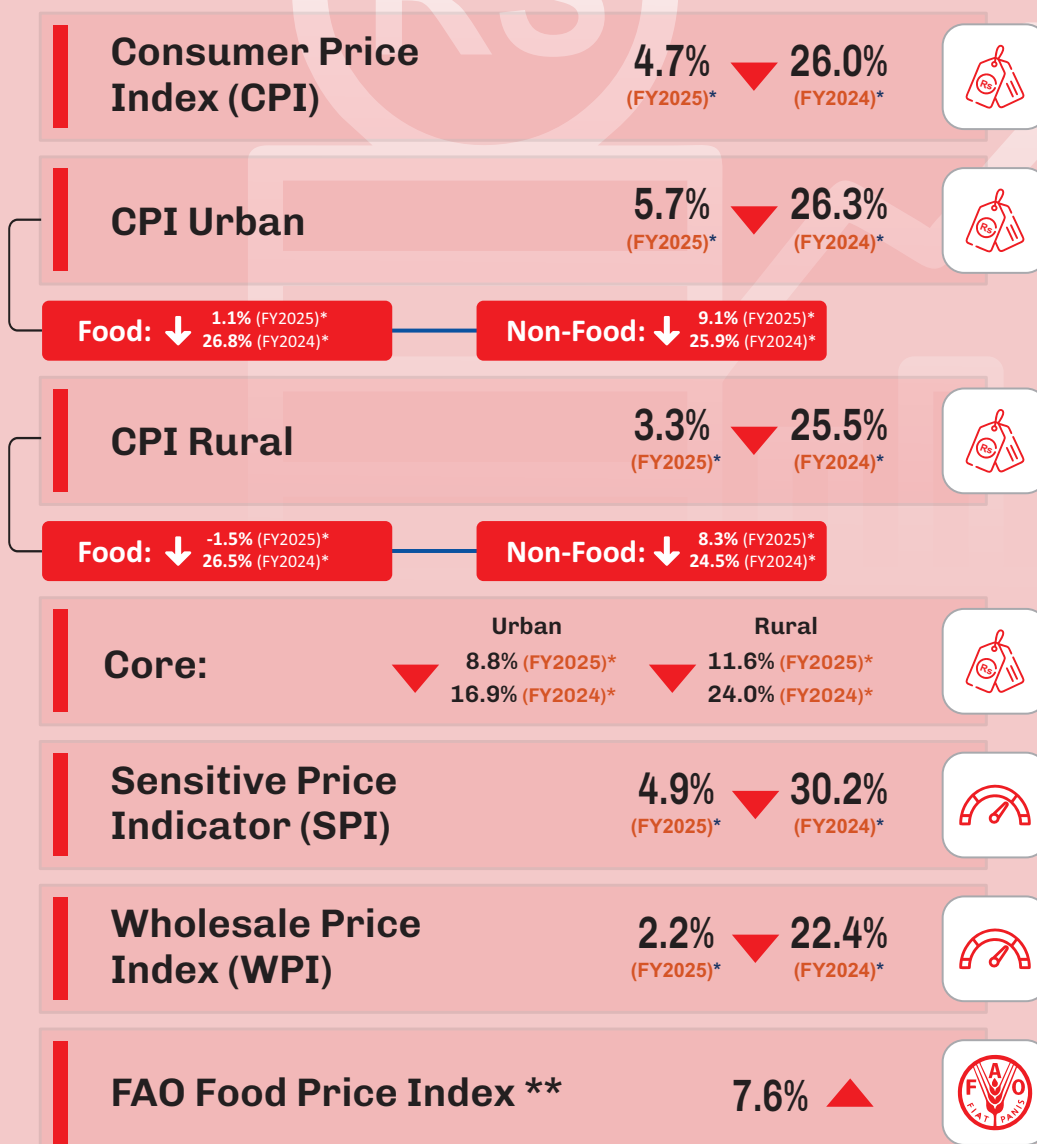 RS
Consumer Price
Index (CPI)
4.7% 26.0%
(FY2025)* (FY2024)*
Rs
CPI Urban
5.7% 26.3%
(FY2025)* (FY2024)*
Rs
Food: 1.1% (FY2025)*
26.8% (FY2024)*
Non-Food: 9.1% (FY2025)*
25.9% (FY2024)*
CPI Rural
3.3% 25.5%
(FY2025)* (FY2024)*
Rs
Food: -1.5% (FY2025)*
26.5% (FY2024)*
Non-Food: 8.3% (FY2025)*
24.5% (FY2024)*
Core:
Urban
8.8% (FY2025)*
16.9% (FY2024)*
Rural
11.6% (FY2025)*
24.0% (FY2024)*
Rs
Sensitive Price
Indicator (SPI)
4.9% 30.2%
(FY2025)* (FY2024)*
Wholesale Price
Index (WPI)
2.2% 22.4%
(FY2025)* (FY2024)*
FAO Food Price Index **
7.6%
F A O
FIAT PANIS